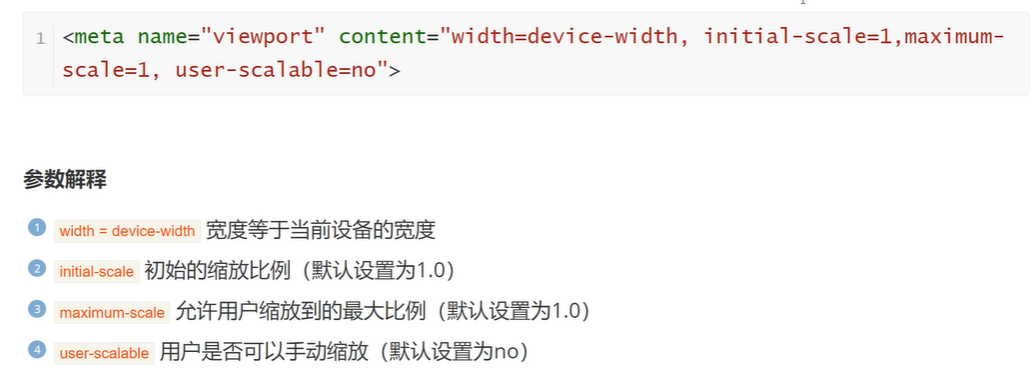 1 <meta name="viewport" content="width=device-width, initial-scale=1,maximum-
scale=1, user-scalable=no">
参数解释
1 width = device-width 宽度等于当前设备的宽度
2 initial-scale 初始的缩放比例（默认设置为1.0）
3 maximum-scale 允许用户缩放到的最大比例（默认设置为1.0）
4 user-scalable 用户是否可以手动缩放（默认设置为no）